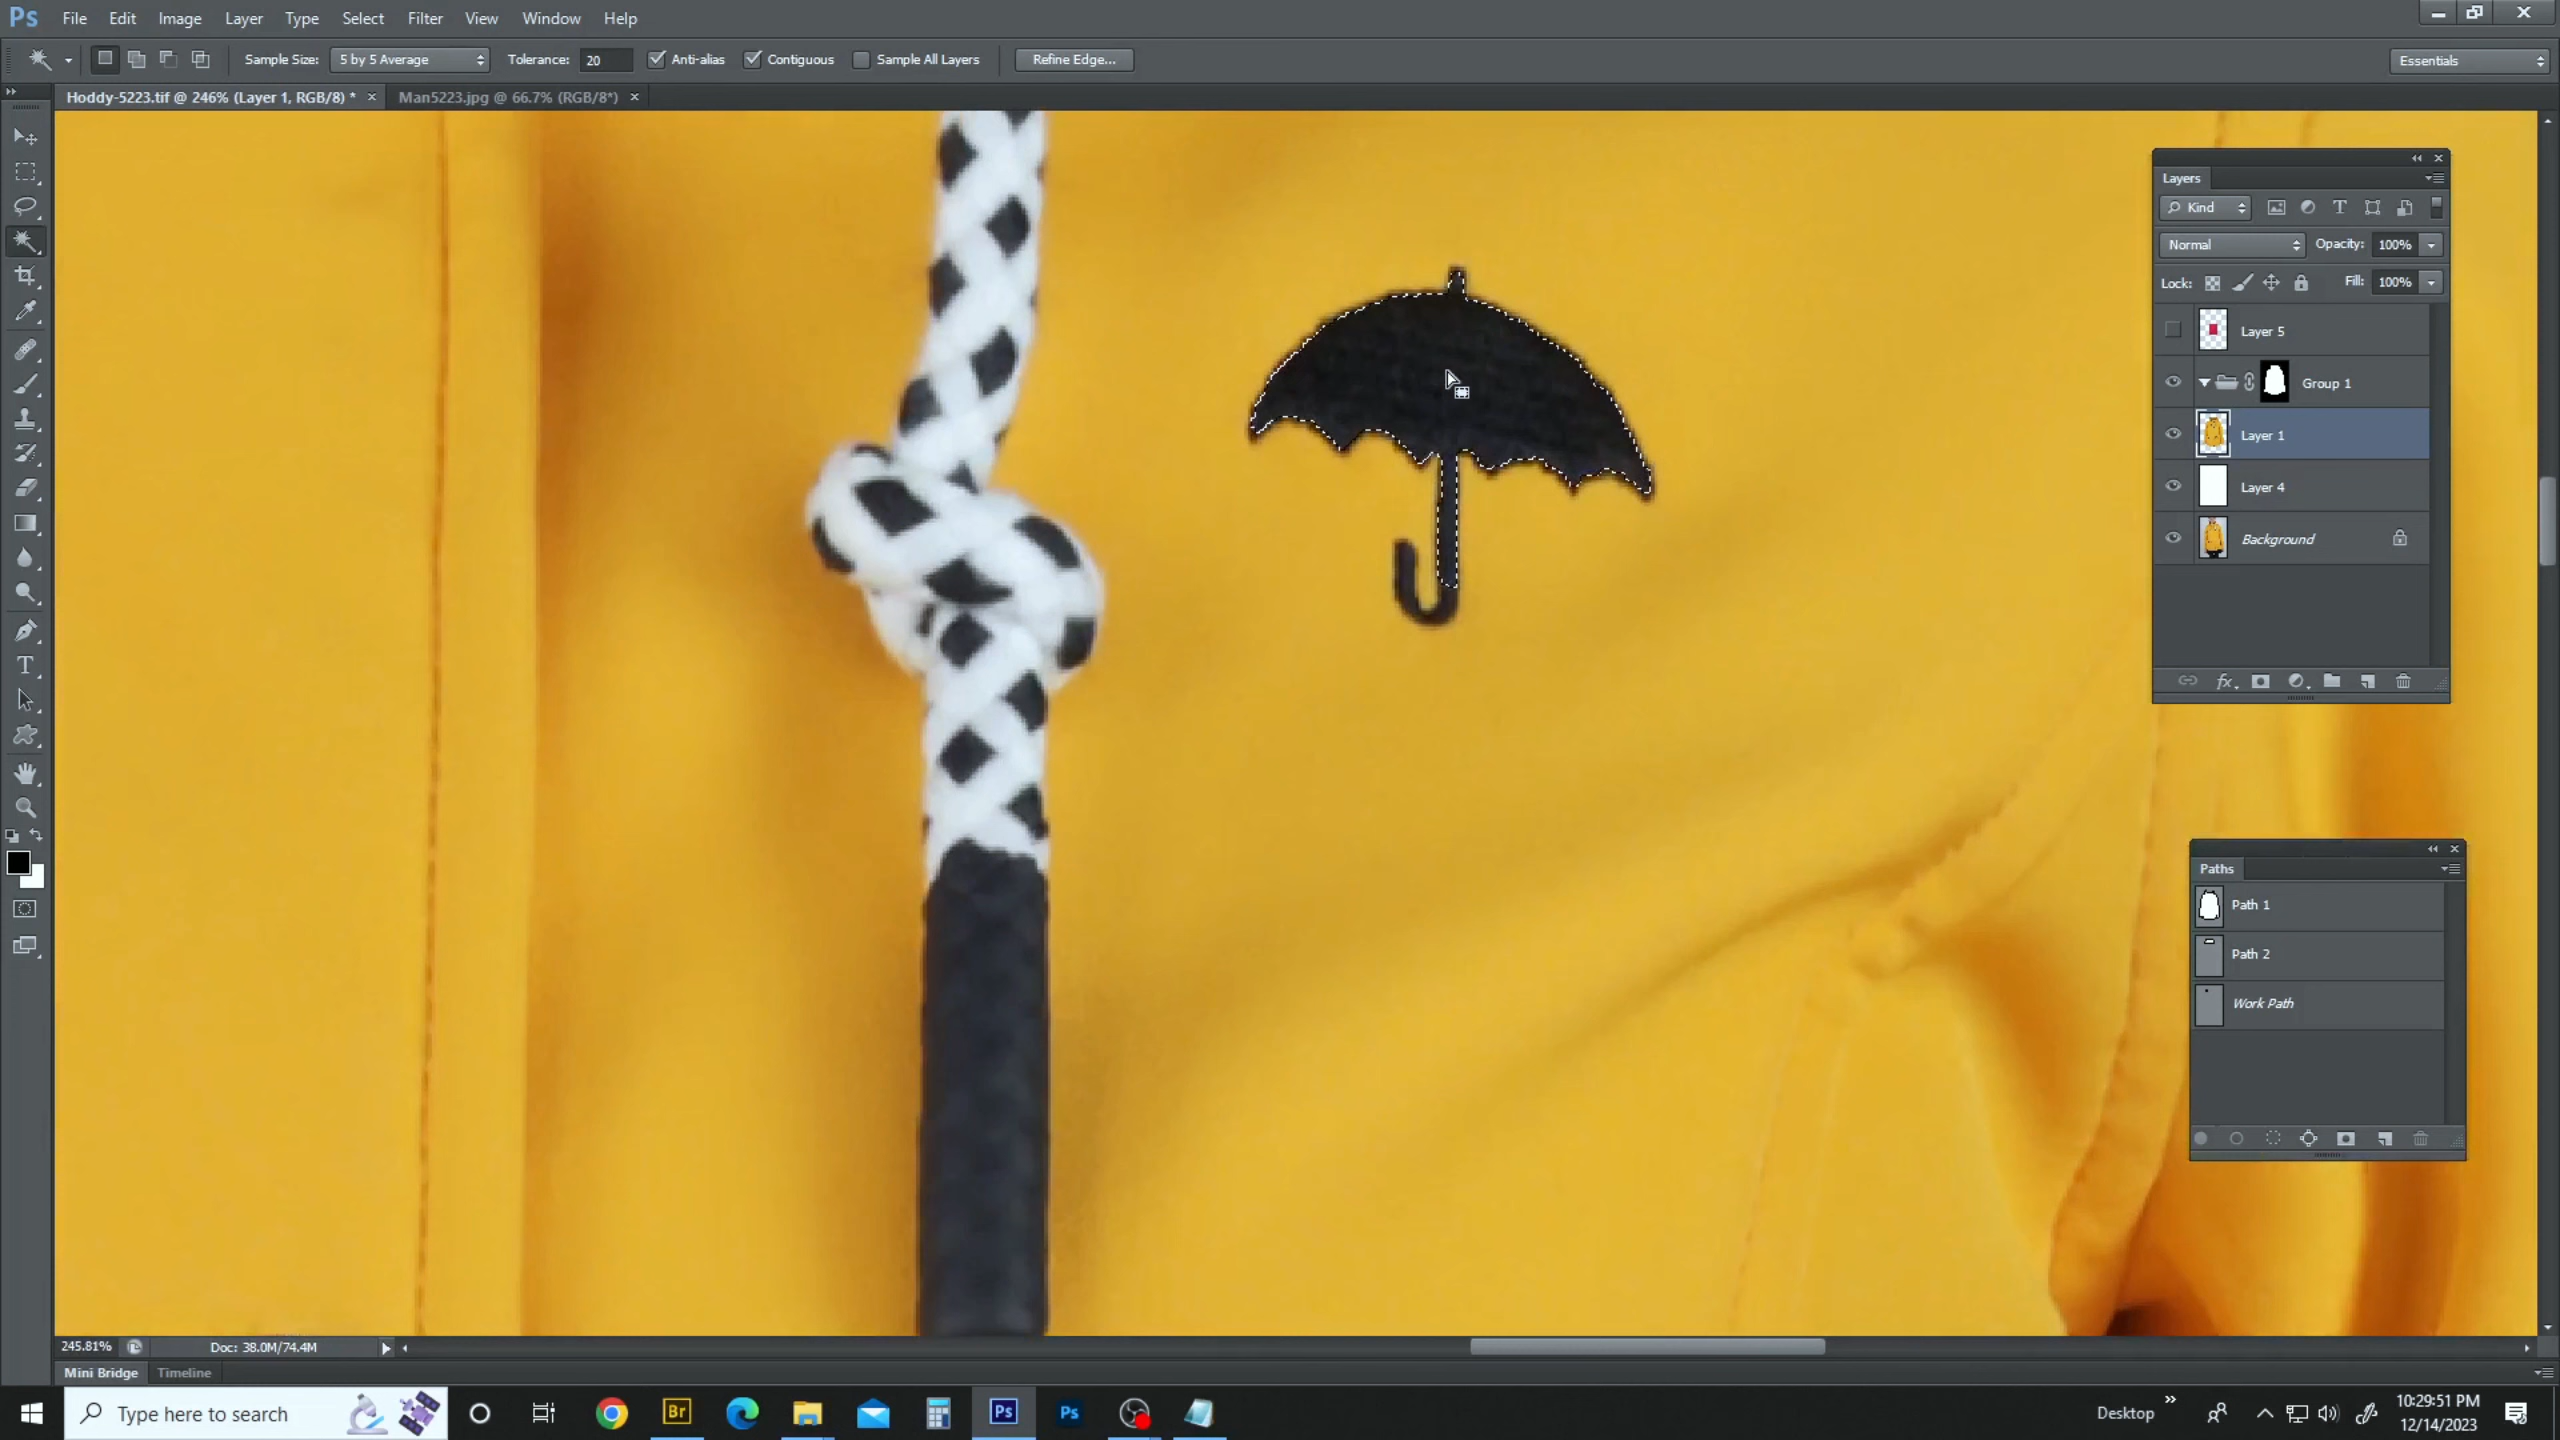 Ps File Edit Image Layer Type Select Filter View Window Help
Sample Size: 5 by 5 Average Tolerance: 20 Anti-alias Contiguous Sample All Layers Refine Edge... Essentials
Hoddy-5223.tif @ 246% (Layer 1, RGB/8) * Man5223.jpg @ 66.7% (RGB/8*)
Layers
Kind
Normal Opacity: 100%
Lock: Fill: 100%
Layer 5
Group 1
Layer 1
Layer 4
Background
Paths
Path 1
Path 2
Work Path
245.81% Doc: 38.0M/74.4M
Mini Bridge Timeline
Type here to search Br Ps Ps Desktop 10:29:51 PM
12/14/2023